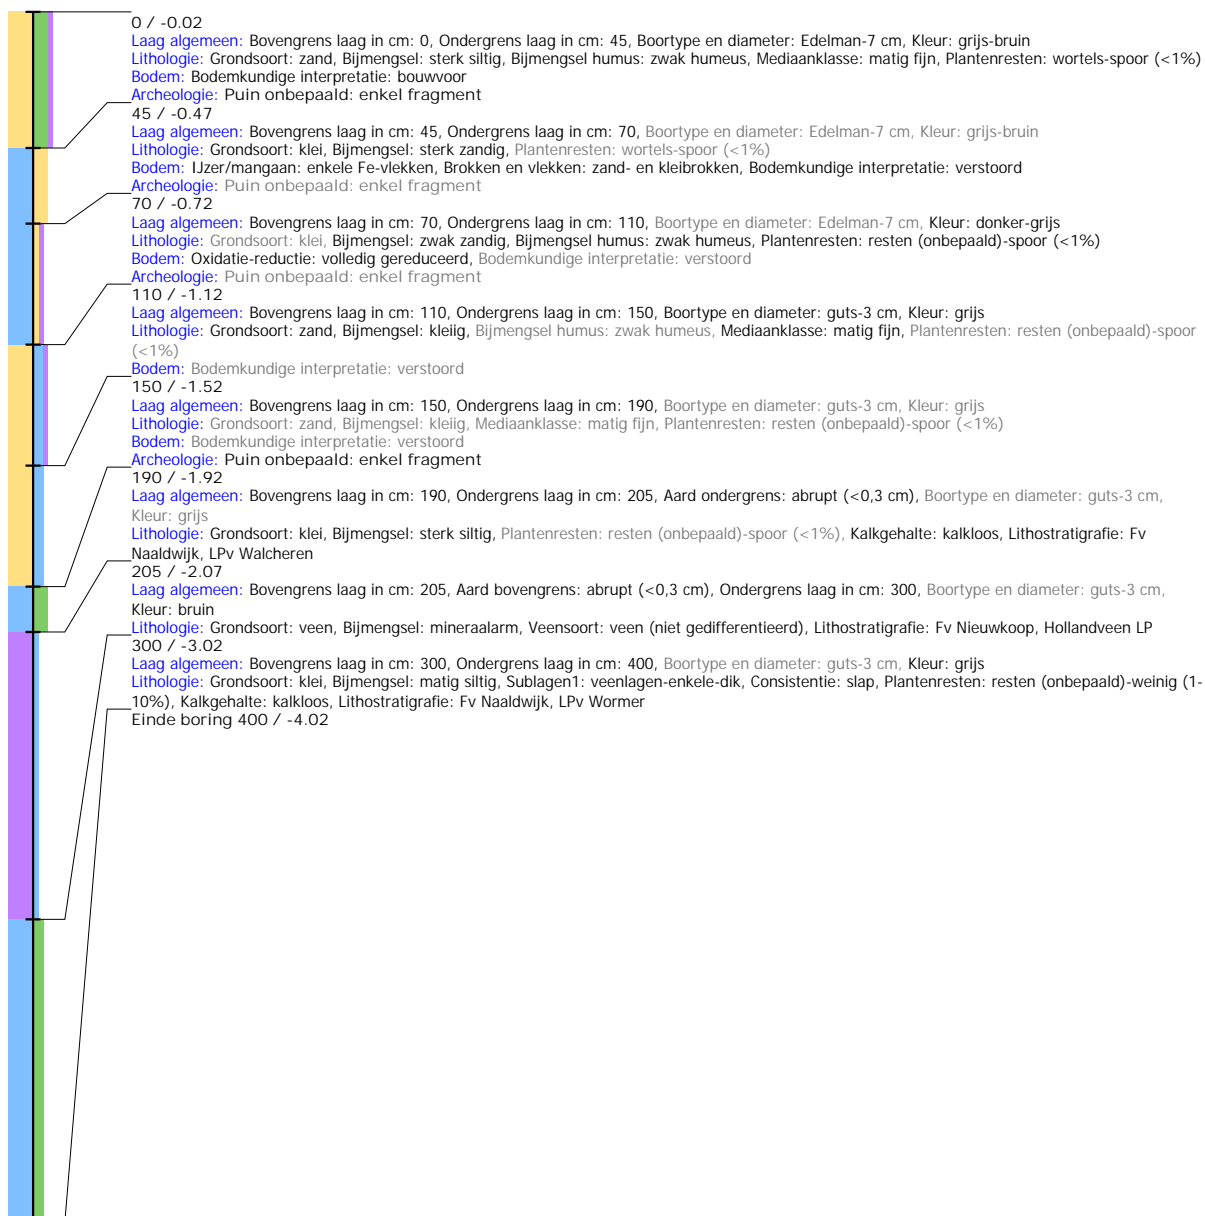 0 / -0.02
Laag algemeen: Bovengrens laag in cm: 0, Ondergrens laag in cm: 45, Boortype en diameter: Edelman-7 cm, Kleur: grijs-bruin
Lithologie: Grondsoort: zand, Bijmengsel: sterk siltig, Bijmengsel humus: zwak humeus, Mediaanklasse: matig fijn, Plantenresten: wortels-spoor (<1%)
Bodem: Bodemkundige interpretatie: bouwvoor
Archeologie: Puin onbepaald: enkel fragment
45 / -0.47
Laag algemeen: Bovengrens laag in cm: 45, Ondergrens laag in cm: 70, Boortype en diameter: Edelman-7 cm, Kleur: grijs-bruin
Lithologie: Grondsoort: klei, Bijmengsel: sterk zandig, Plantenresten: wortels-spoor (<1%)
Bodem: IJzer/mangaan: enkele Fe-vlekken, Brokken en vlekken: zand- en kleibrokken, Bodemkundige interpretatie: verstoord
Archeologie: Puin onbepaald: enkel fragment
70 / -0.72
Laag algemeen: Bovengrens laag in cm: 70, Ondergrens laag in cm: 110, Boortype en diameter: Edelman-7 cm, Kleur: donker-grijs
Lithologie: Grondsoort: klei, Bijmengsel: zwak zandig, Bijmengsel humus: zwak humeus, Plantenresten: resten (onbepaald)-spoor (<1%)
Bodem: Oxidatie-reductie: volledig gereduceerd, Bodemkundige interpretatie: verstoord
Archeologie: Puin onbepaald: enkel fragment
110 / -1.12
Laag algemeen: Bovengrens laag in cm: 110, Ondergrens laag in cm: 150, Boortype en diameter: guts-3 cm, Kleur: grijs
Lithologie: Grondsoort: zand, Bijmengsel: kleiig, Bijmengsel humus: zwak humeus, Mediaanklasse: matig fijn, Plantenresten: resten (onbepaald)-spoor
(<1%)
Bodem: Bodemkundige interpretatie: verstoord
150 / -1.52
Laag algemeen: Bovengrens laag in cm: 150, Ondergrens laag in cm: 190, Boortype en diameter: guts-3 cm, Kleur: grijs
Lithologie: Grondsoort: zand, Bijmengsel: kleiig, Mediaanklasse: matig fijn, Plantenresten: resten (onbepaald)-spoor (<1%)
Bodem: Bodemkundige interpretatie: verstoord
Archeologie: Puin onbepaald: enkel fragment
190 / -1.92
Laag algemeen: Bovengrens laag in cm: 190, Ondergrens laag in cm: 205, Aard ondergrens: abrupt (<0,3 cm), Boortype en diameter: guts-3 cm,
Kleur: grijs
Lithologie: Grondsoort: klei, Bijmengsel: sterk siltig, Plantenresten: resten (onbepaald)-spoor (<1%), Kalkgehalte: kalkloos, Lithostratigrafie: Fv
Naaldwijk, LPv Walcheren
205 / -2.07
Laag algemeen: Bovengrens laag in cm: 205, Aard bovengrens: abrupt (<0,3 cm), Ondergrens laag in cm: 300, Boortype en diameter: guts-3 cm,
Kleur: bruin
Lithologie: Grondsoort: veen, Bijmengsel: mineraalarm, Veensoort: veen (niet gedifferentieerd), Lithostratigrafie: Fv Nieuwkoop, Hollandveen LP
300 / -3.02
Laag algemeen: Bovengrens laag in cm: 300, Ondergrens laag in cm: 400, Boortype en diameter: guts-3 cm, Kleur: grijs
Lithologie: Grondsoort: klei, Bijmengsel: matig siltig, Sublagen1: veenlagen-enkele-dik, Consistentie: slap, Plantenresten: resten (onbepaald)-weinig (1-
10%), Kalkgehalte: kalkloos, Lithostratigrafie: Fv Naaldwijk, LPv Wormer
Einde boring 400 / -4.02